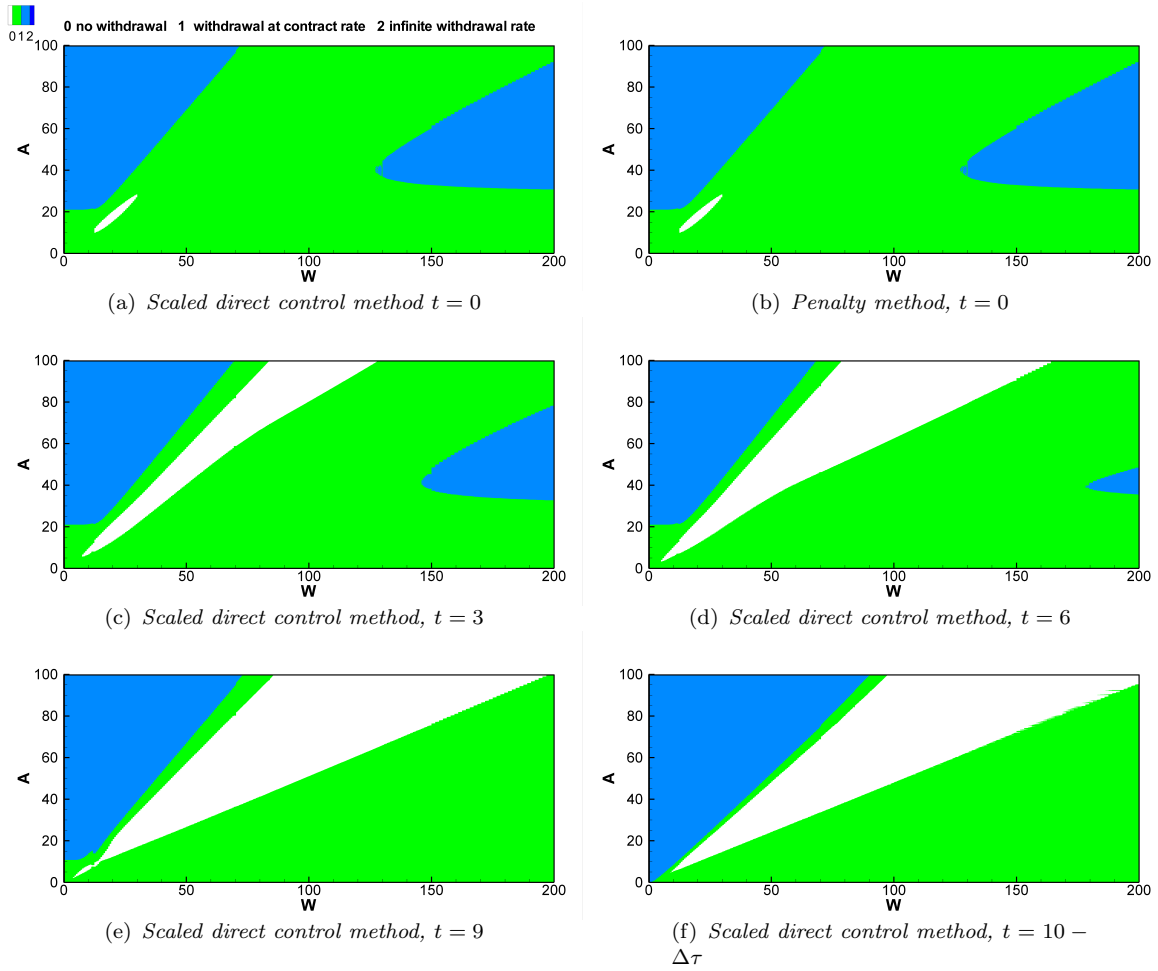 0 1 2
0 no withdrawal 1 withdrawal at contract rate 2 infinite withdrawal rate
100
80
60
40
20
0
A
0 50 100 150 200
W
(a) Scaled direct control method t = 0
100
80
60
40
20
0
A
0 50 100 150 200
W
(b) Penalty method, t = 0
100
80
60
40
20
0
A
0 50 100 150 200
W
(c) Scaled direct control method, t = 3
100
80
60
40
20
0
A
0 50 100 150 200
W
(d) Scaled direct control method, t = 6
100
80
60
40
20
0
A
0 50 100 150 200
W
(e) Scaled direct control method, t = 9
100
80
60
40
20
0
A
0 50 100 150 200
W
(f) Scaled direct control method, t = 10 −
Δτ